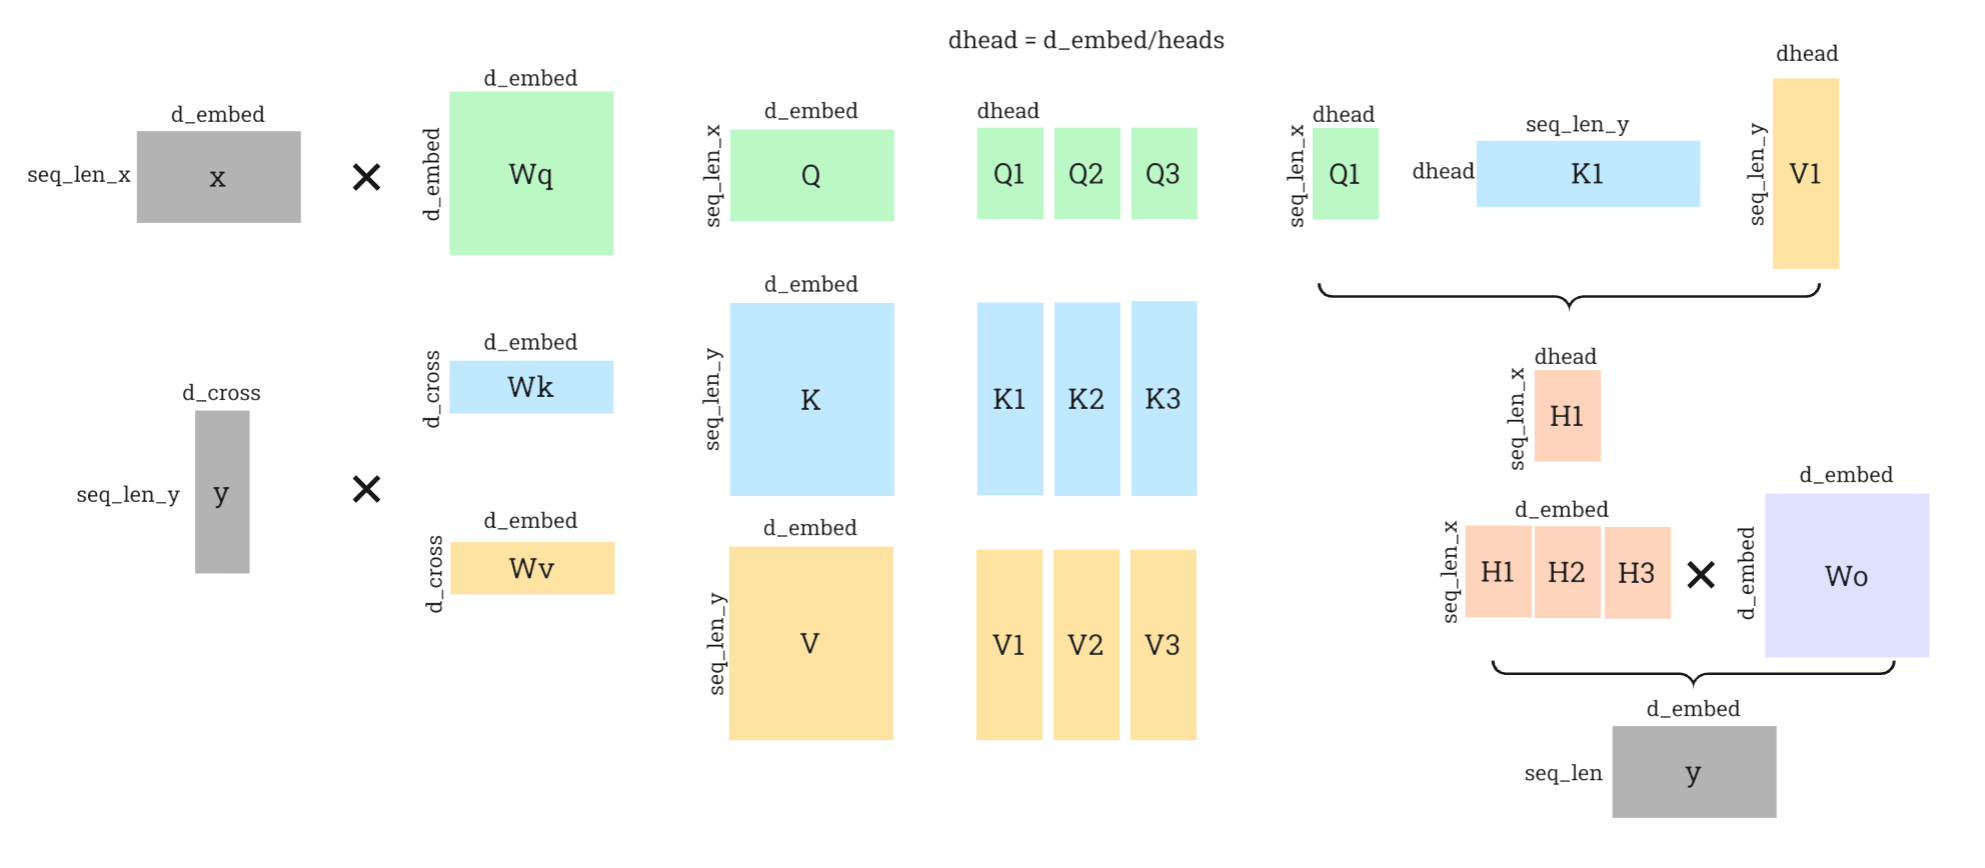 dhead = d_embed/heads
d_embed
seq_len_x
x
d_embed
d_embed
Wq
d_embed
seq_len_x
Q
dhead
Q1
Q2
Q3
dhead
seq_len_x
Q1
seq_len_y
dhead
K1
dhead
seq_len_y
V1
d_cross
seq_len_y
y
d_embed
d_cross
Wk
d_embed
d_cross
Wv
d_embed
seq_len_y
K
K1
K2
K3
d_embed
seq_len_y
V
V1
V2
V3
dhead
seq_len_x
H1
d_embed
seq_len_x
H1
H2
H3
d_embed
d_embed
Wo
d_embed
seq_len
y